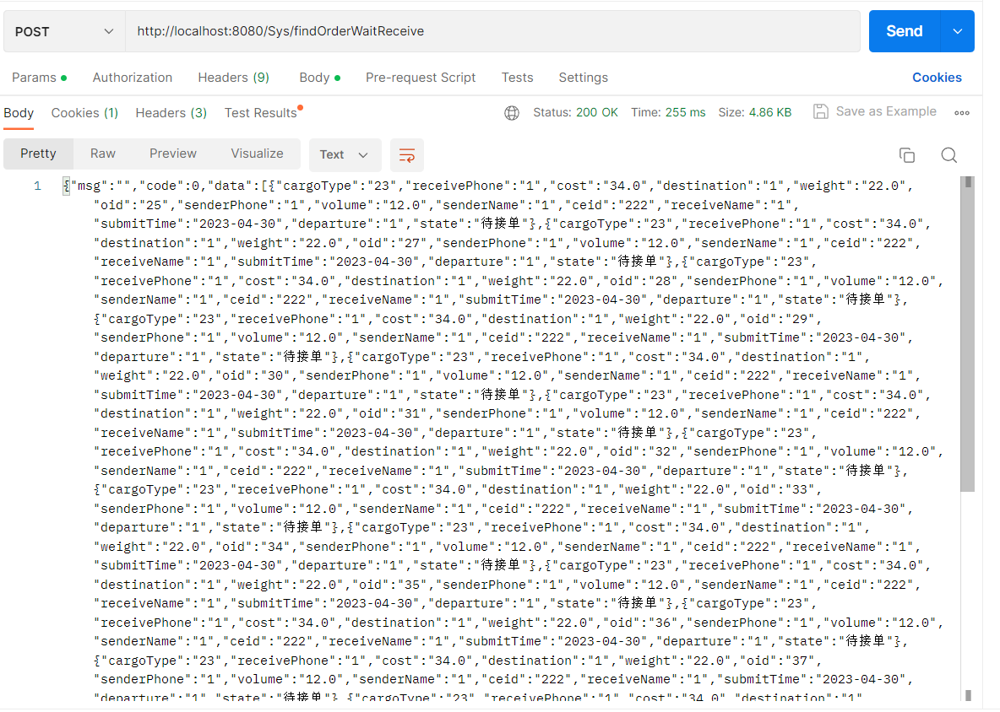 POST http://localhost:8080/Sys/findOrderWaitReceive Send
Params Authorization Headers (9) Body Pre-request Script Tests Settings Cookies
Body Cookies (1) Headers (3) Test Results Status: 200 OK Time: 255 ms Size: 4.86 KB Save as Example
Pretty Raw Preview Visualize Text
1 {"msg":"","code":0,"data":[{"cargoType":"23","receivePhone":"1","cost":"34.0","destination":"1","weight":"22.0",
"oid":"25","senderPhone":"1","volume":"12.0","senderName":"1","ceid":"222","receiveName":"1",
"submitTime":"2023-04-30","departure":"1","state":"待接单"},{"cargoType":"23","receivePhone":"1","cost":"34.0",
"destination":"1","weight":"22.0","oid":"27","senderPhone":"1","volume":"12.0","senderName":"1","ceid":"222",
"receiveName":"1","submitTime":"2023-04-30","departure":"1","state":"待接单"},{"cargoType":"23",
"receivePhone":"1","cost":"34.0","destination":"1","weight":"22.0","oid":"28","senderPhone":"1","volume":"12.0",
"senderName":"1","ceid":"222","receiveName":"1","submitTime":"2023-04-30","departure":"1","state":"待接单"},
{"cargoType":"23","receivePhone":"1","cost":"34.0","destination":"1","weight":"22.0","oid":"29",
"senderPhone":"1","volume":"12.0","senderName":"1","ceid":"222","receiveName":"1","submitTime":"2023-04-30",
"departure":"1","state":"待接单"},{"cargoType":"23","receivePhone":"1","cost":"34.0","destination":"1",
"weight":"22.0","oid":"30","senderPhone":"1","volume":"12.0","senderName":"1","ceid":"222","receiveName":"1",
"submitTime":"2023-04-30","departure":"1","state":"待接单"},{"cargoType":"23","receivePhone":"1","cost":"34.0",
"destination":"1","weight":"22.0","oid":"31","senderPhone":"1","volume":"12.0","senderName":"1","ceid":"222",
"receiveName":"1","submitTime":"2023-04-30","departure":"1","state":"待接单"},{"cargoType":"23",
"receivePhone":"1","cost":"34.0","destination":"1","weight":"22.0","oid":"32","senderPhone":"1","volume":"12.0",
"senderName":"1","ceid":"222","receiveName":"1","submitTime":"2023-04-30","departure":"1","state":"待接单"},
{"cargoType":"23","receivePhone":"1","cost":"34.0","destination":"1","weight":"22.0","oid":"33",
"senderPhone":"1","volume":"12.0","senderName":"1","ceid":"222","receiveName":"1","submitTime":"2023-04-30",
"departure":"1","state":"待接单"},{"cargoType":"23","receivePhone":"1","cost":"34.0","destination":"1",
"weight":"22.0","oid":"34","senderPhone":"1","volume":"12.0","senderName":"1","ceid":"222","receiveName":"1",
"submitTime":"2023-04-30","departure":"1","state":"待接单"},{"cargoType":"23","receivePhone":"1","cost":"34.0",
"destination":"1","weight":"22.0","oid":"35","senderPhone":"1","volume":"12.0","senderName":"1","ceid":"222",
"receiveName":"1","submitTime":"2023-04-30","departure":"1","state":"待接单"},{"cargoType":"23",
"receivePhone":"1","cost":"34.0","destination":"1","weight":"22.0","oid":"36","senderPhone":"1","volume":"12.0",
"senderName":"1","ceid":"222","receiveName":"1","submitTime":"2023-04-30","departure":"1","state":"待接单"},
{"cargoType":"23","receivePhone":"1","cost":"34.0","destination":"1","weight":"22.0","oid":"37",
"senderPhone":"1","volume":"12.0","senderName":"1","ceid":"222","receiveName":"1","submitTime":"2023-04-30",
"departure":"1","state":"待接单"},{"cargoType":"23","receivePhone":"1","cost":"34.0","destination":"1",